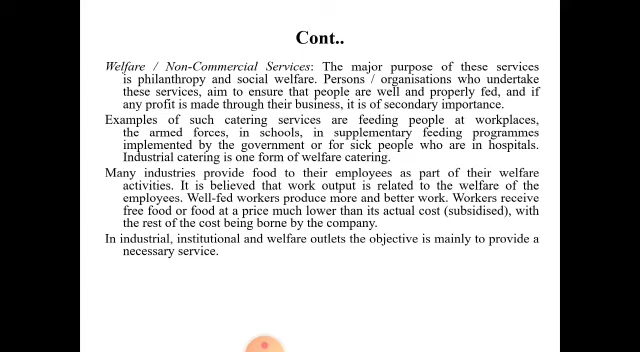 Cont..
Welfare / Non-Commercial Services: The major purpose of these services
is philanthropy and social welfare. Persons / organisations who undertake
these services, aim to ensure that people are well and properly fed, and if
any profit is made through their business, it is of secondary importance.
Examples of such catering services are feeding people at workplaces,
the armed forces, in schools, in supplementary feeding programmes
implemented by the government or for sick people who are in hospitals.
Industrial catering is one form of welfare catering.
Many industries provide food to their employees as part of their welfare
activities. It is believed that work output is related to the welfare of the
employees. Well-fed workers produce more and better work. Workers receive
free food or food at a price much lower than its actual cost (subsidised), with
the rest of the cost being borne by the company.
In industrial, institutional and welfare outlets the objective is mainly to provide a
necessary service.